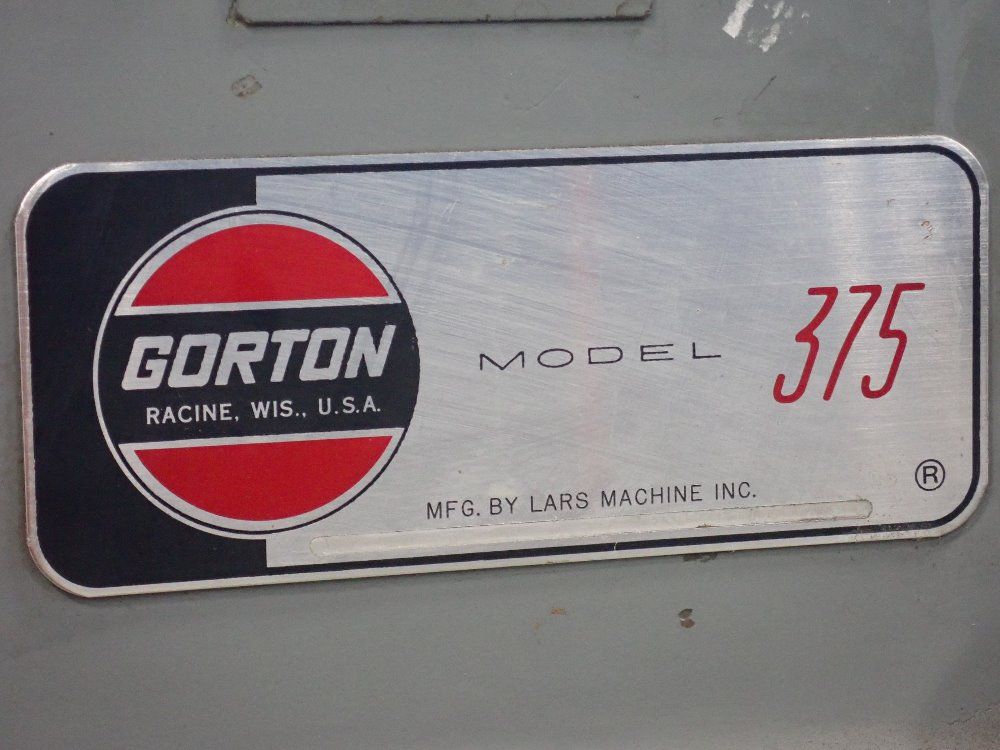 GORTON
RACINE, WIS., U.S.A.
MODEL 375
MFG. BY LARS MACHINE INC.
®